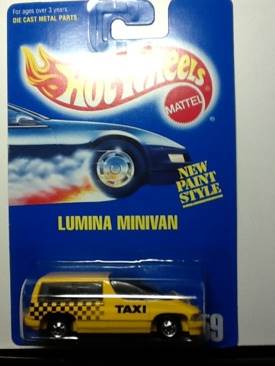 For ages over 3 years.
DIE CAST METAL PARTS
Hot Wheels
MATTEL
NEW
PAINT
STYLE
LUMINA MINIVAN
TAXI